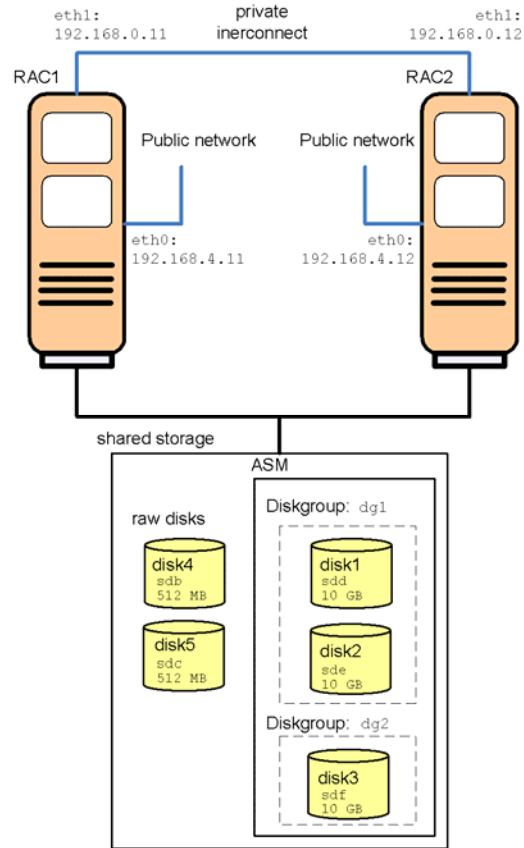 eth1:
192.168.0.11
private
inerconnect
eth1:
192.168.0.12
RAC1
RAC2
Public network
Public network
eth0:
192.168.4.11
eth0:
192.168.4.12
shared storage
ASM
raw disks
disk4
sdb
512 MB
disk5
sdc
512 MB
Diskgroup: dg1
disk1
sdd
10 GB
disk2
sde
10 GB
Diskgroup: dg2
disk3
sdf
10 GB